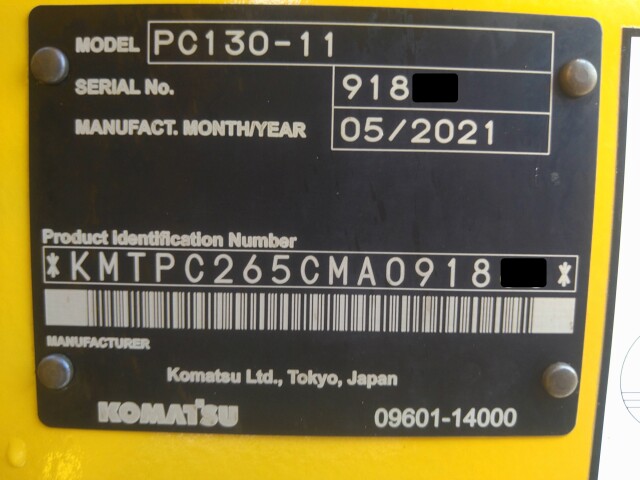 MODEL PC130-11
SERIAL No. 918
MANUFACT. MONTH/YEAR 05/2021
Product Identification Number
*KMTPC265CMA0918 *
MANUFACTURER
Komatsu Ltd., Tokyo, Japan
KOMATSU 09601-14000